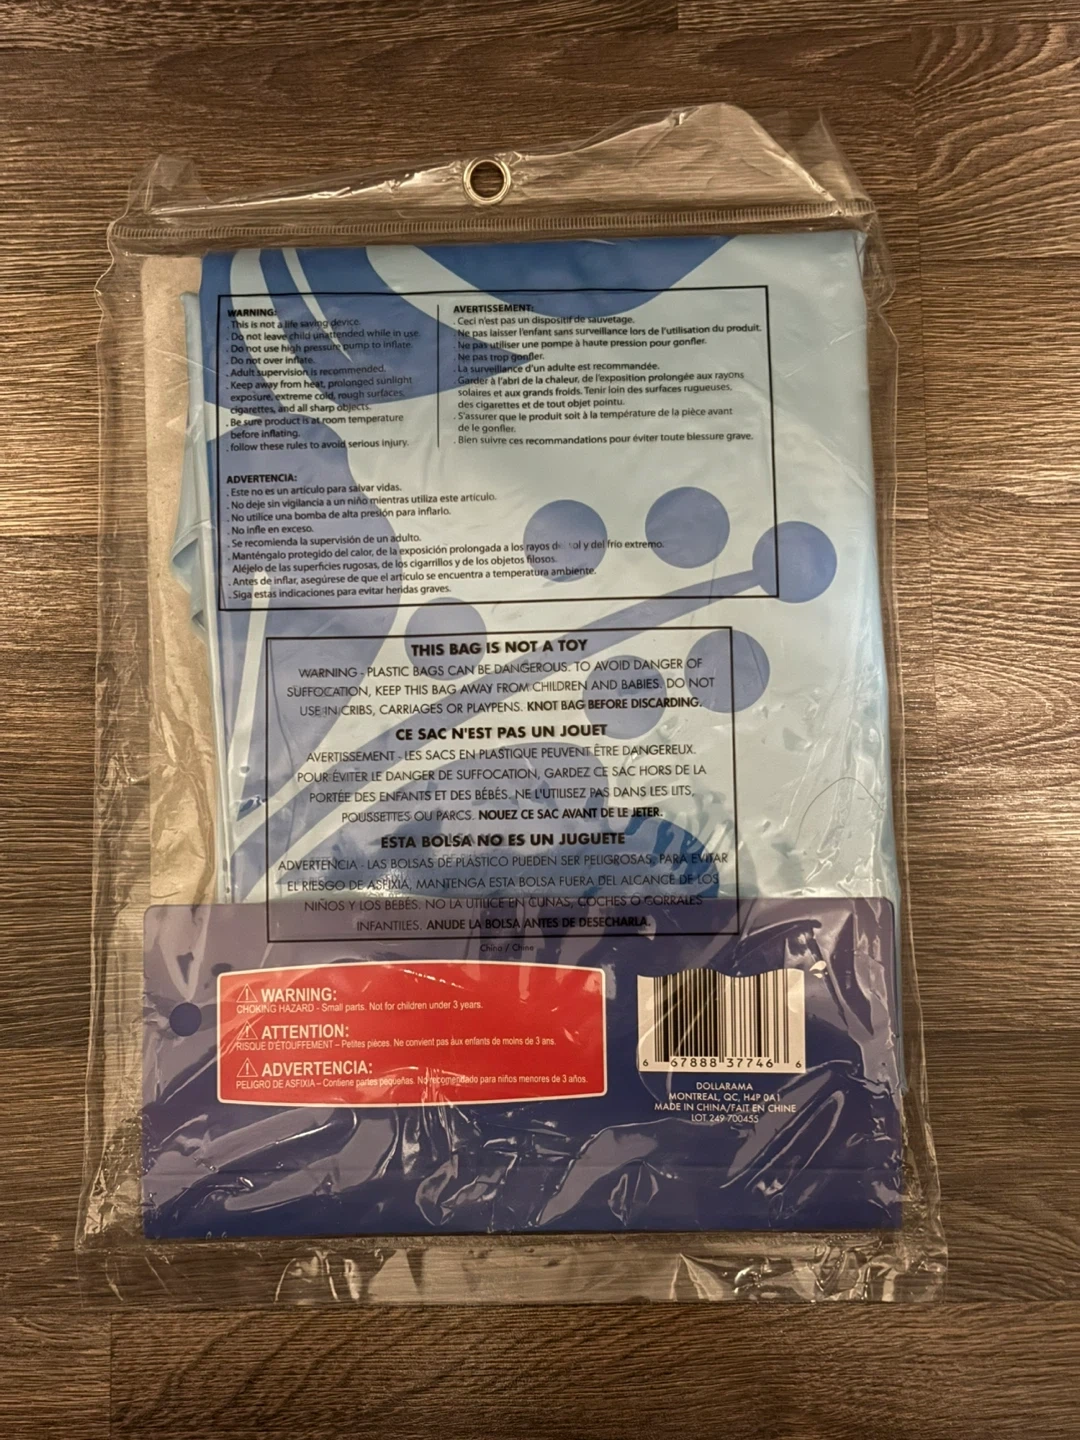 WARNING:
. This is not a life saving device.
. Do not leave child unattended while in use
. Do not use high pressure pump to inflate.
. Do not over inflate.
. Adult supervision is recommended.
. Keep away from heat, prolonged sunlight
exposure, extreme cold, rough surfaces,
cigarettes, and all sharp objects.
. Be sure product is at room temperature
before inflating.
. follow these rules to avoid serious injury.
AVERTISSEMENT:
. Ceci n'est pas un dispositif de sauvetage.
. Ne pas laisser l'enfant sans surveillance lors de l'utilisation du produit.
. Ne pas utiliser une pompe à haute pression pour gonfler.
. Ne pas trop gonfler.
. La surveillance d'un adulte est recommandée.
. Garder à l'abri de la chaleur, de l'exposition prolongée aux rayons
solaires et aux grands froids. Tenir loin des surfaces rugueuses,
des cigarettes et de tout objet pointu.
. S'assurer que le produit soit à la température de la pièce avant
de le gonfler.
. Bien suivre ces recommandations pour éviter toute blessure grave.
ADVERTENCIA:
. Este no es un artículo para salvar vidas.
. No deje sin vigilancia a un niño mientras utiliza este artículo.
. No utilice una bomba de alta presión para inflarlo.
. No infle en exceso.
. Se recomienda la supervisión de un adulto.
. Manténgalo protegido del calor, de la exposición prolongada a los rayos del sol y del frío extremo.
Aléjelo de las superficies rugosas, de los cigarrillos y de los objetos filosos.
. Antes de inflar, asegúrese de que el artículo se encuentra a temperatura ambiente.
. Siga estas indicaciones para evitar heridas graves.
THIS BAG IS NOT A TOY
WARNING - PLASTIC BAGS CAN BE DANGEROUS. TO AVOID DANGER OF
SUFFOCATION, KEEP THIS BAG AWAY FROM CHILDREN AND BABIES. DO NOT
USE IN CRIBS, CARRIAGES OR PLAYPENS. KNOT BAG BEFORE DISCARDING.
CE SAC N'EST PAS UN JOUET
AVERTISSEMENT - LES SACS EN PLASTIQUE PEUVENT ÊTRE DANGEREUX.
POUR ÉVITER LE DANGER DE SUFFOCATION, GARDEZ CE SAC HORS DE LA
PORTÉE DES ENFANTS ET DES BÉBÉS. NE L'UTILISEZ PAS DANS LES LITS,
POUSSETTES OU PARCS. NOUEZ CE SAC AVANT DE LE JETER.
ESTA BOLSA NO ES UN JUGUETE
ADVERTENCIA - LAS BOLSAS DE PLÁSTICO PUEDEN SER PELIGROSAS, PARA EVITAR
EL RIESGO DE ASFIXIA, MANTENGA ESTA BOLSA FUERA DEL ALCANCE DE LOS
NIÑOS Y LOS BEBÉS. NO LA UTILICE EN CUNAS, COCHES O CORRALES
INFANTILES. ANUDE LA BOLSA ANTES DE DESECHARLA.
China / Chine
WARNING:
CHOKING HAZARD - Small parts. Not for children under 3 years.
ATTENTION:
RISQUE D'ÉTOUFFEMENT – Petites pièces. Ne convient pas aux enfants de moins de 3 ans.
ADVERTENCIA:
PELIGRO DE ASFIXIA – Contiene partes pequeñas. No recomendado para niños menores de 3 años.
6 67888 37746 6
DOLLARAMA
MONTREAL, QC, H4P 0A1
MADE IN CHINA/FAIT EN CHINE
LOT 249 700455